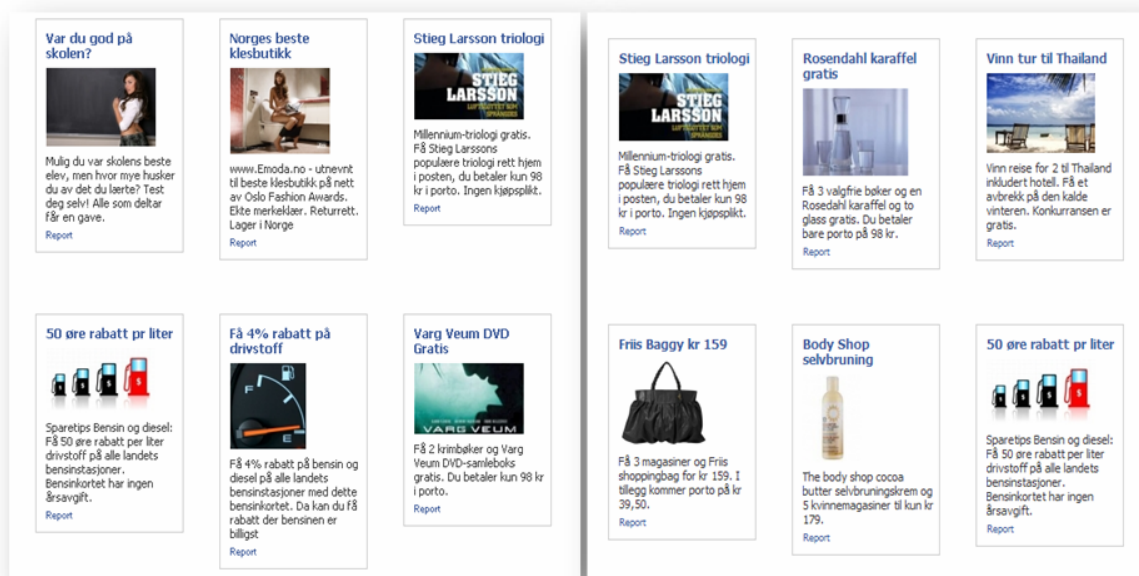 Var du god på
skolen?
Mulig du var skolens beste
elev, men hvor mye husker
du av det du lærte? Test
deg selv! Alle som deltar
får en gave.
Report
Norges beste
klesbutikk
www.Emoda.no - utnevnt
til beste klesbutikk på nett
av Oslo Fashion Awards.
Ekte merkeklær. Returrett.
Lager i Norge
Report
Stieg Larsson triologi
STIEG
LARSSON
LUFTSLOTTET SOM
SPRÄNGDES
Millennium-triologi gratis.
Få Stieg Larssons
populære triologi rett hjem
i posten, du betaler kun 98
kr i porto. Ingen kjøpsplikt.
Report
50 øre rabatt pr liter
$ $ $ $
Sparetips Bensin og diesel:
Få 50 øre rabatt per liter
drivstoff på alle landets
bensinstasjoner.
Bensinkortet har ingen
årsavgift.
Report
Få 4% rabatt på
drivstoff
F
E
Få 4% rabatt på bensin og
diesel på alle landets
bensinstasjoner med dette
bensinkortet. Da kan du få
rabatt der bensinen er
billigst
Report
Varg Veum DVD
Gratis
VARG VEUM
Få 2 krimbøker og Varg
Veum DVD-samleboks
gratis. Du betaler kun 98 kr
i porto.
Report
Stieg Larsson triologi
STIEG
LARSSON
LUFTSLOTTET SOM
SPRÄNGDES
Millennium-triologi gratis.
Få Stieg Larssons
populære triologi rett hjem
i posten, du betaler kun 98
kr i porto. Ingen kjøpsplikt.
Report
Rosendahl karaffel
gratis
Få 3 valgfrie bøker og en
Rosedahl karaffel og to
glass gratis. Du betaler
bare porto på 98 kr.
Report
Vinn tur til Thailand
Vinn reise for 2 til Thailand
inkludert hotell. Få et
avbrekk på den kalde
vinteren. Konkurransen er
gratis.
Report
Friis Baggy kr 159
Få 3 magasiner og Friis
shoppingbag for kr 159. I
tillegg kommer porto på kr
39,50.
Report
Body Shop
selvbruning
The body shop cocoa
butter selvbruningskrem og
5 kvinnemagasiner til kun kr
179.
Report
50 øre rabatt pr liter
$ $ $ $
Sparetips Bensin og diesel:
Få 50 øre rabatt per liter
drivstoff på alle landets
bensinstasjoner.
Bensinkortet har ingen
årsavgift.
Report